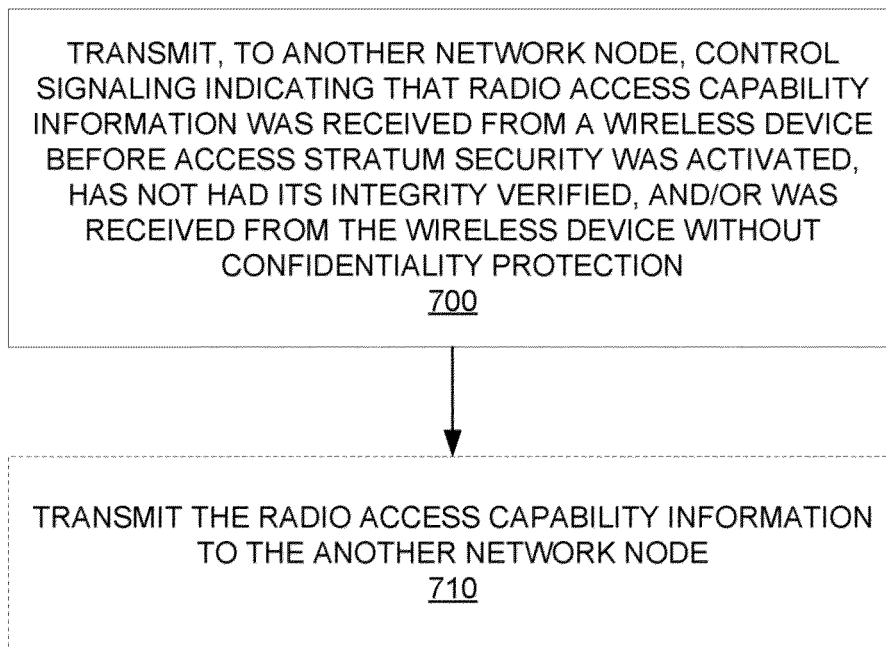 TRANSMIT, TO ANOTHER NETWORK NODE, CONTROL
SIGNALING INDICATING THAT RADIO ACCESS CAPABILITY
INFORMATION WAS RECEIVED FROM A WIRELESS DEVICE
BEFORE ACCESS STRATUM SECURITY WAS ACTIVATED,
HAS NOT HAD ITS INTEGRITY VERIFIED, AND/OR WAS
RECEIVED FROM THE WIRELESS DEVICE WITHOUT
CONFIDENTIALITY PROTECTION
700
TRANSMIT THE RADIO ACCESS CAPABILITY INFORMATION
TO THE ANOTHER NETWORK NODE
710